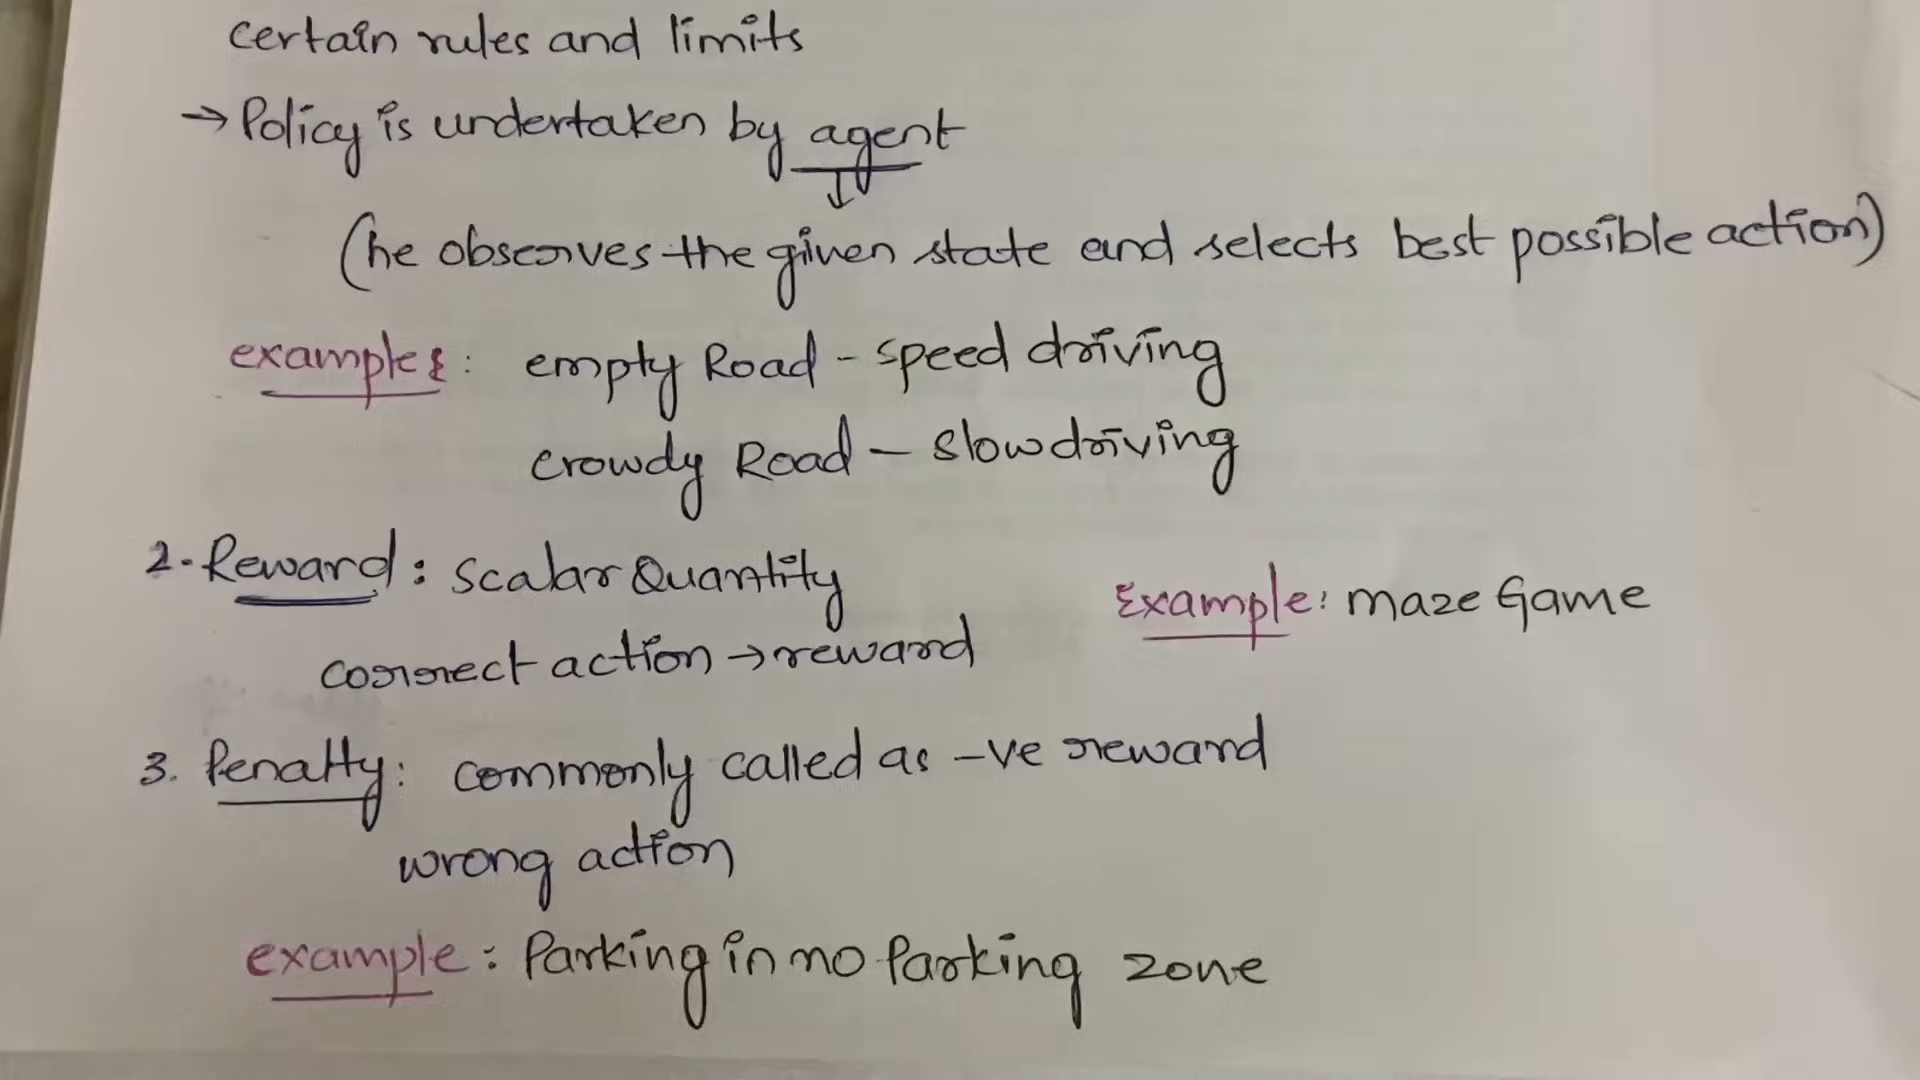 certain rules and limits
→ Policy is undertaken by agent
↓
(he observes the given state and selects best possible action)
examples: empty Road - speed driving
crowdy Road - slow driving
2. Reward: scalar Quantity
Example: maze Game
correct action → reward
3. Penalty: commonly called as -ve reward
wrong action
example: Parking in no Parking zone